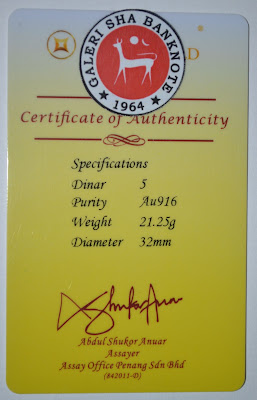 GALERI SHA BANKNOTE
1964
D
Certificate of Authenticity
Specifications
Dinar 5
Purity Au916
Weight 21.25g
Diameter 32mm
Abdul Shukor Anuar
Assayer
Assay Office Penang Sdn Bhd
(842011-D)